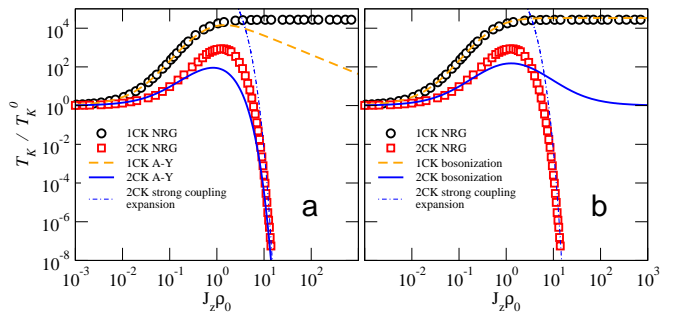 T_K / T_K^0
10^4
10^2
10^0
10^-2
10^-4
10^-6
10^-8
1CK NRG
2CK NRG
1CK A-Y
2CK A-Y
2CK strong coupling
expansion
a
10^-3
10^-2
10^-1
10^0
10^1
10^2
J_zρ_0
1CK NRG
2CK NRG
1CK bosonization
2CK bosonization
2CK strong coupling
expansion
b
10^-2
10^-1
10^0
10^1
10^2
10^3
J_zρ_0